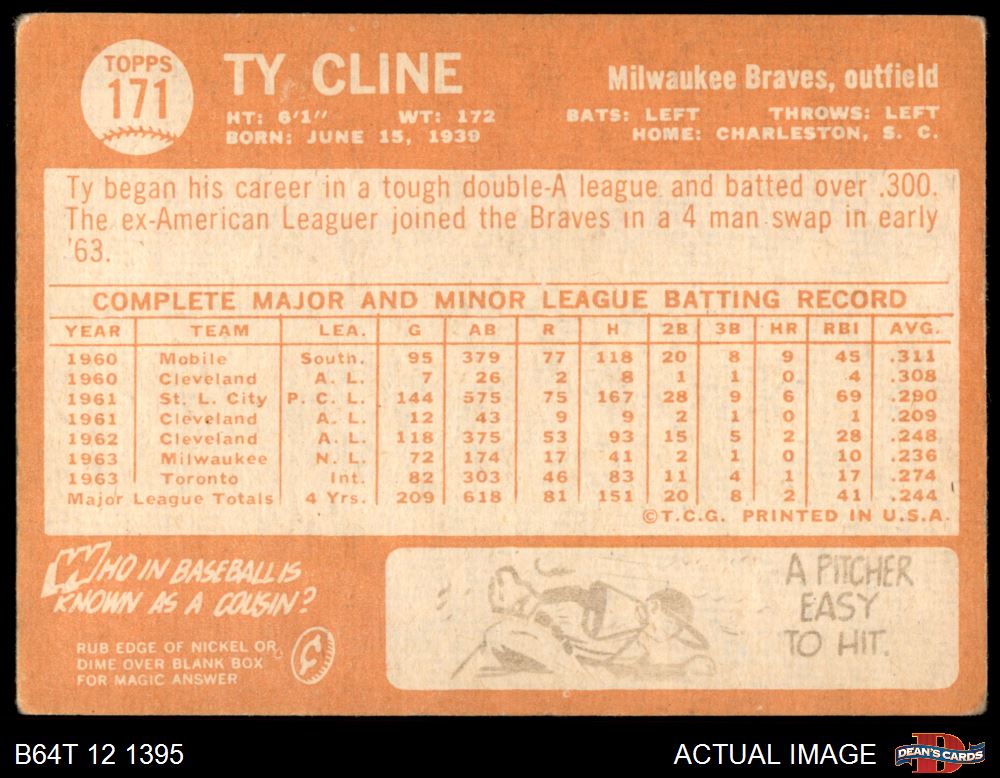 TOPPS
171
TY CLINE
Milwaukee Braves, outfield
HT: 6'1" WT: 172 BATS: LEFT THROWS: LEFT
BORN: JUNE 15, 1939 HOME: CHARLESTON, S. C.
Ty began his career in a tough double-A league and batted over .300.
The ex-American Leaguer joined the Braves in a 4 man swap in early
'63.
COMPLETE MAJOR AND MINOR LEAGUE BATTING RECORD
YEAR TEAM LEA. G AB R H 2B 3B HR RBI AVG.
1960 Mobile South. 95 379 77 118 20 8 9 45 .311
1960 Cleveland A. L. 7 26 2 8 1 1 0 4 .308
1961 St. L. City P. C. L. 144 575 75 167 28 9 6 69 .290
1961 Cleveland A. L. 12 43 9 9 2 1 0 1 .209
1962 Cleveland A. L. 118 375 53 93 15 5 2 28 .248
1963 Milwaukee N. L. 72 174 17 41 2 1 0 10 .236
1963 Toronto Int. 82 303 46 83 11 4 1 17 .274
Major League Totals 4 Yrs. 209 618 81 151 20 8 2 41 .244
©T.C.G. PRINTED IN U.S.A.
WHO IN BASEBALL IS
KNOWN AS A COUSIN?
RUB EDGE OF NICKEL OR
DIME OVER BLANK BOX
FOR MAGIC ANSWER
A PITCHER
EASY
TO HIT.
B64T 12 1395
ACTUAL IMAGE
DEAN'S CARDS